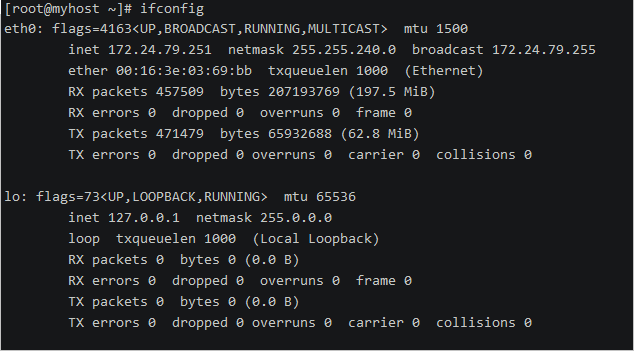 [root@myhost ~]# ifconfig
eth0: flags=4163<UP,BROADCAST,RUNNING,MULTICAST>  mtu 1500
        inet 172.24.79.251  netmask 255.255.240.0  broadcast 172.24.79.255
        ether 00:16:3e:03:69:bb  txqueuelen 1000  (Ethernet)
        RX packets 457509  bytes 207193769 (197.5 MiB)
        RX errors 0  dropped 0  overruns 0  frame 0
        TX packets 471479  bytes 65932688 (62.8 MiB)
        TX errors 0  dropped 0 overruns 0  carrier 0  collisions 0

lo: flags=73<UP,LOOPBACK,RUNNING>  mtu 65536
        inet 127.0.0.1  netmask 255.0.0.0
        loop  txqueuelen 1000  (Local Loopback)
        RX packets 0  bytes 0 (0.0 B)
        RX errors 0  dropped 0  overruns 0  frame 0
        TX packets 0  bytes 0 (0.0 B)
        TX errors 0  dropped 0 overruns 0  carrier 0  collisions 0